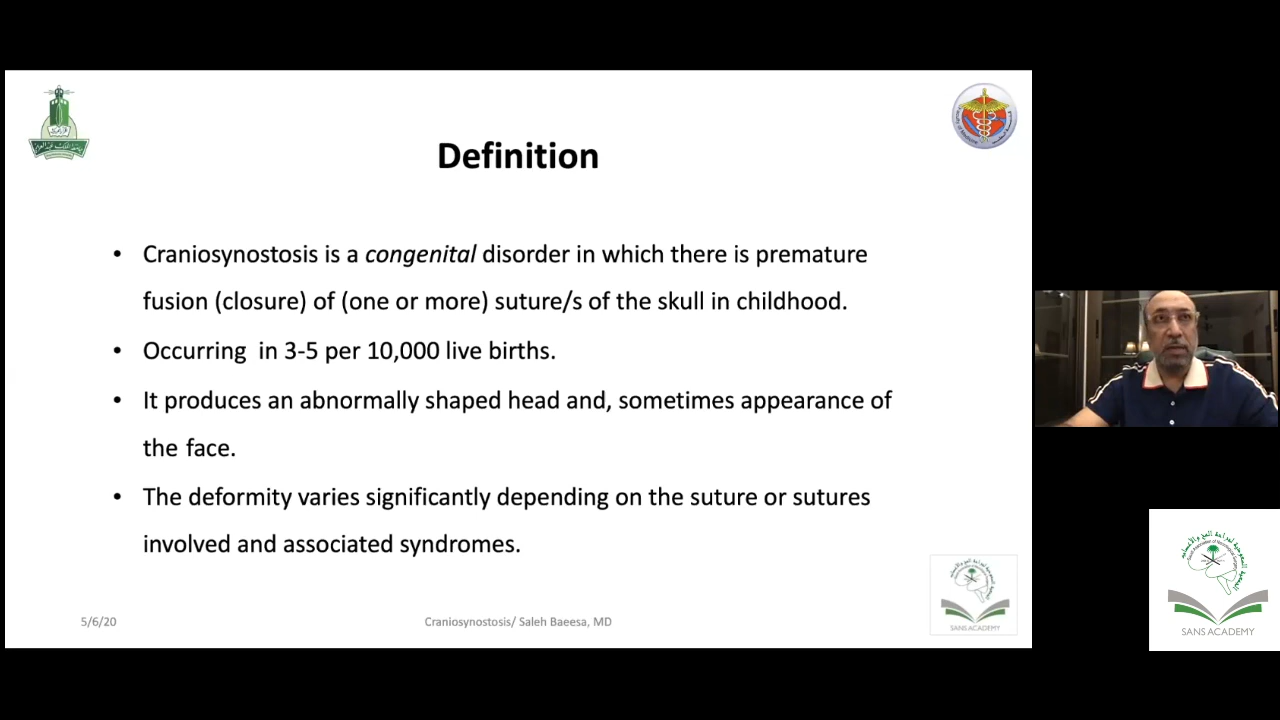 Definition
• Craniosynostosis is a congenital disorder in which there is premature
fusion (closure) of (one or more) suture/s of the skull in childhood.
• Occurring in 3-5 per 10,000 live births.
• It produces an abnormally shaped head and, sometimes appearance of
the face.
• The deformity varies significantly depending on the suture or sutures
involved and associated syndromes.
5/6/20
Craniosynostosis/ Saleh Baeesa, MD
SANS ACADEMY
SANS ACADEMY